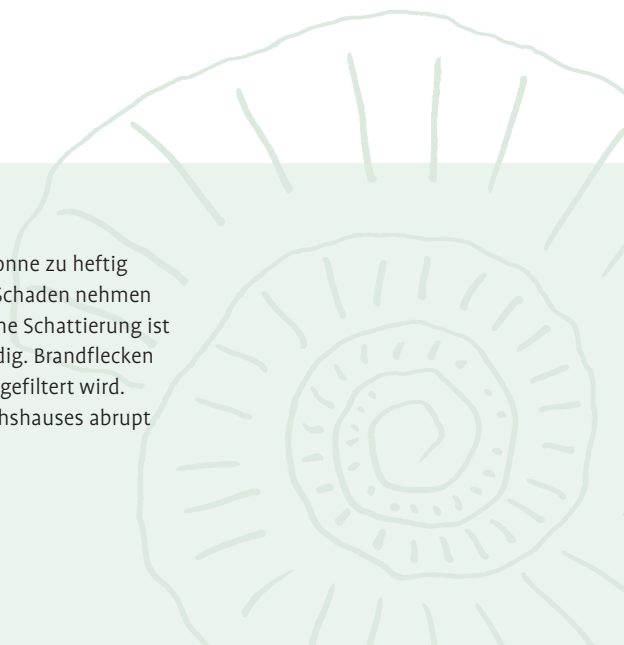 onne zu heftig
Schaden nehmen
ne Schattierung ist
dig. Brandflecken
gefiltert wird.
hshauses abrupt